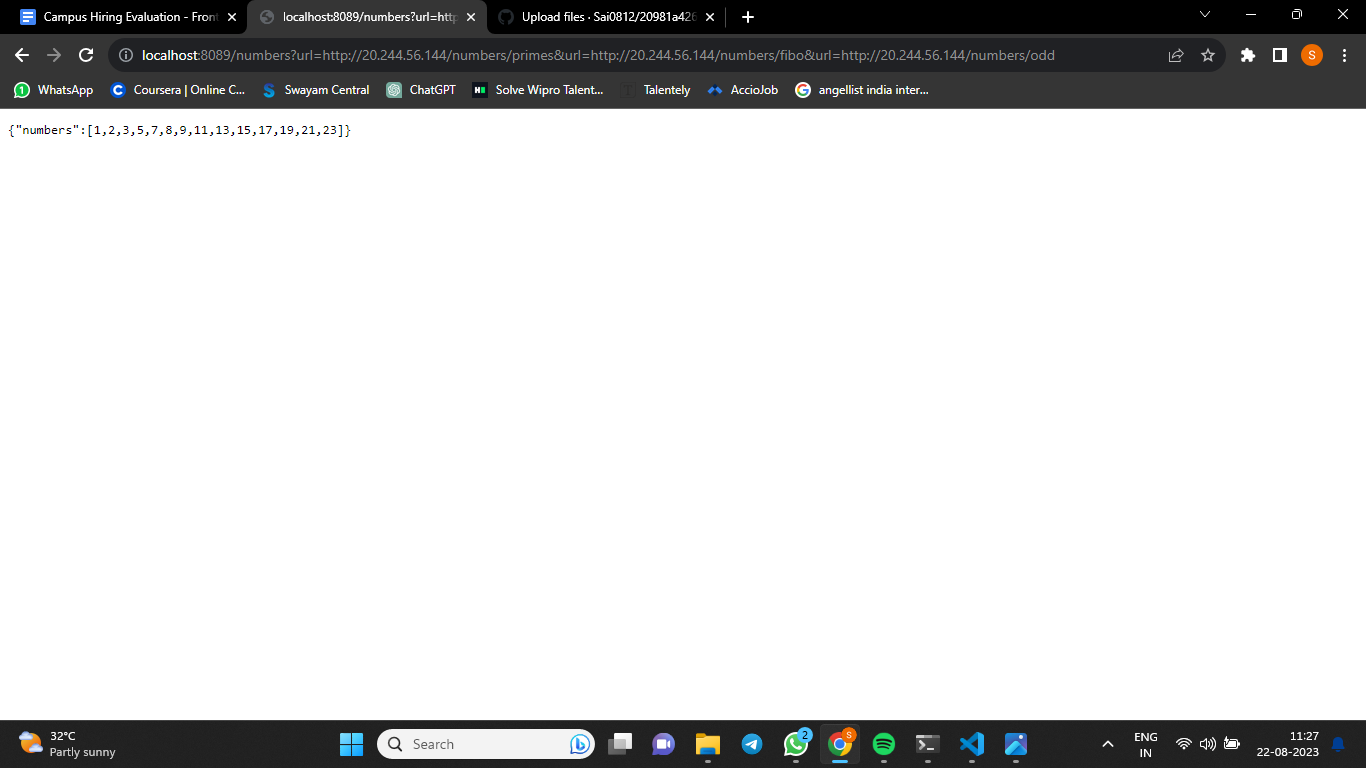 Campus Hiring Evaluation - Front
localhost:8089/numbers?url=http
Upload files · Sai0812/20981a426
localhost:8089/numbers?url=http://20.244.56.144/numbers/primes&url=http://20.244.56.144/numbers/fibo&url=http://20.244.56.144/numbers/odd
S
WhatsApp
Coursera | Online C...
Swayam Central
ChatGPT
Solve Wipro Talent...
Talentely
AccioJob
angellist india inter...
{"numbers":[1,2,3,5,7,8,9,11,13,15,17,19,21,23]}
32°C
Partly sunny
Search
2
S
ENG
IN
11:27
22-08-2023